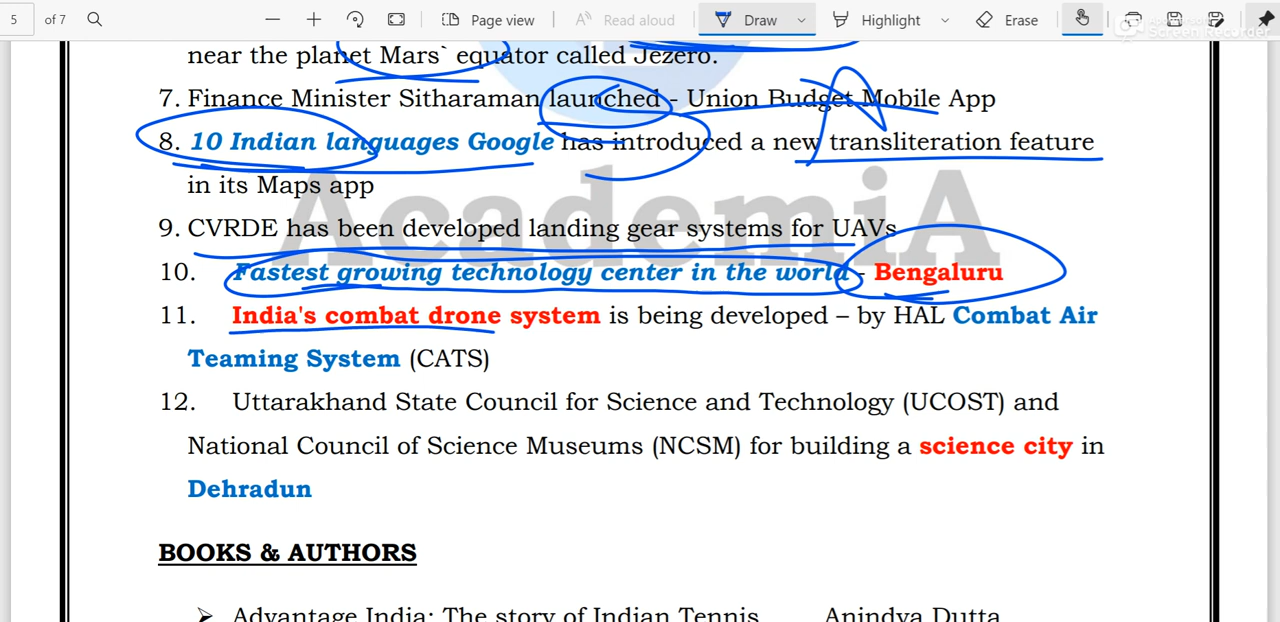 5 of 7 Page view Read aloud Draw Highlight Erase
Screen Recorder
near the planet Mars` equator called Jezero.
7. Finance Minister Sitharaman launched - Union Budget Mobile App
8. 10 Indian languages Google has introduced a new transliteration feature
in its Maps app
9. CVRDE has been developed landing gear systems for UAVs
10. Fastest growing technology center in the world - Bengaluru
11. India's combat drone system is being developed – by HAL Combat Air
Teaming System (CATS)
12. Uttarakhand State Council for Science and Technology (UCOST) and
National Council of Science Museums (NCSM) for building a science city in
Dehradun
AcademiA
BOOKS & AUTHORS
Advantage India: The story of Indian Tennis Anindya Dutta